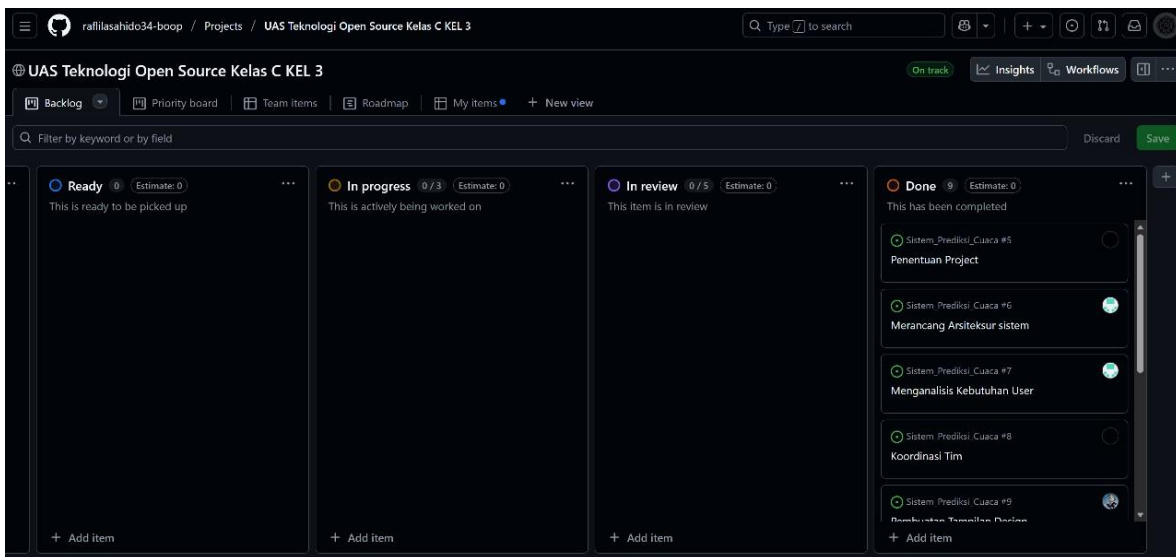 raflilasahido34-boop / Projects / UAS Teknologi Open Source Kelas C KEL 3
Type / to search
UAS Teknologi Open Source Kelas C KEL 3
On track
Insights
Workflows
Backlog
Priority board
Team items
Roadmap
My items
+ New view
Filter by keyword or by field
Discard
Save
Ready 0 Estimate: 0
This is ready to be picked up
+ Add item
In progress 0/3 Estimate: 0
This is actively being worked on
+ Add item
In review 0/5 Estimate: 0
This item is in review
+ Add item
Done 9 Estimate: 0
This has been completed
Sistem_Prediksi_Cuaca #5
Penentuan Project
Sistem_Prediksi_Cuaca #6
Merancang Arsiteksur sistem
Sistem_Prediksi_Cuaca #7
Menganalisis Kebutuhan User
Sistem_Prediksi_Cuaca #8
Koordinasi Tim
Sistem_Prediksi_Cuaca #9
Pembuatan Tampilan Design
+ Add item